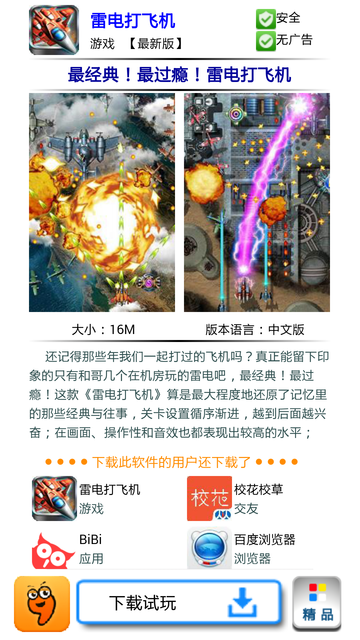 雷电打飞机
安全
游戏 【最新版】
无广告
最经典！最过瘾！雷电打飞机
大小：16M
版本语言：中文版
还记得那些年我们一起打过的飞机吗？真正能留下印
象的只有和哥几个在机房玩的雷电吧，最经典！最过
瘾！这款《雷电打飞机》算是最大程度地还原了记忆里
的那些经典与往事，关卡设置循序渐进，越到后面越兴
奋；在画面、操作性和音效也都表现出较高的水平；
下载此软件的用户还下载了
雷电打飞机
游戏
校花
校花校草
交友
BiBi
应用
百度浏览器
浏览器
下载试玩
精品